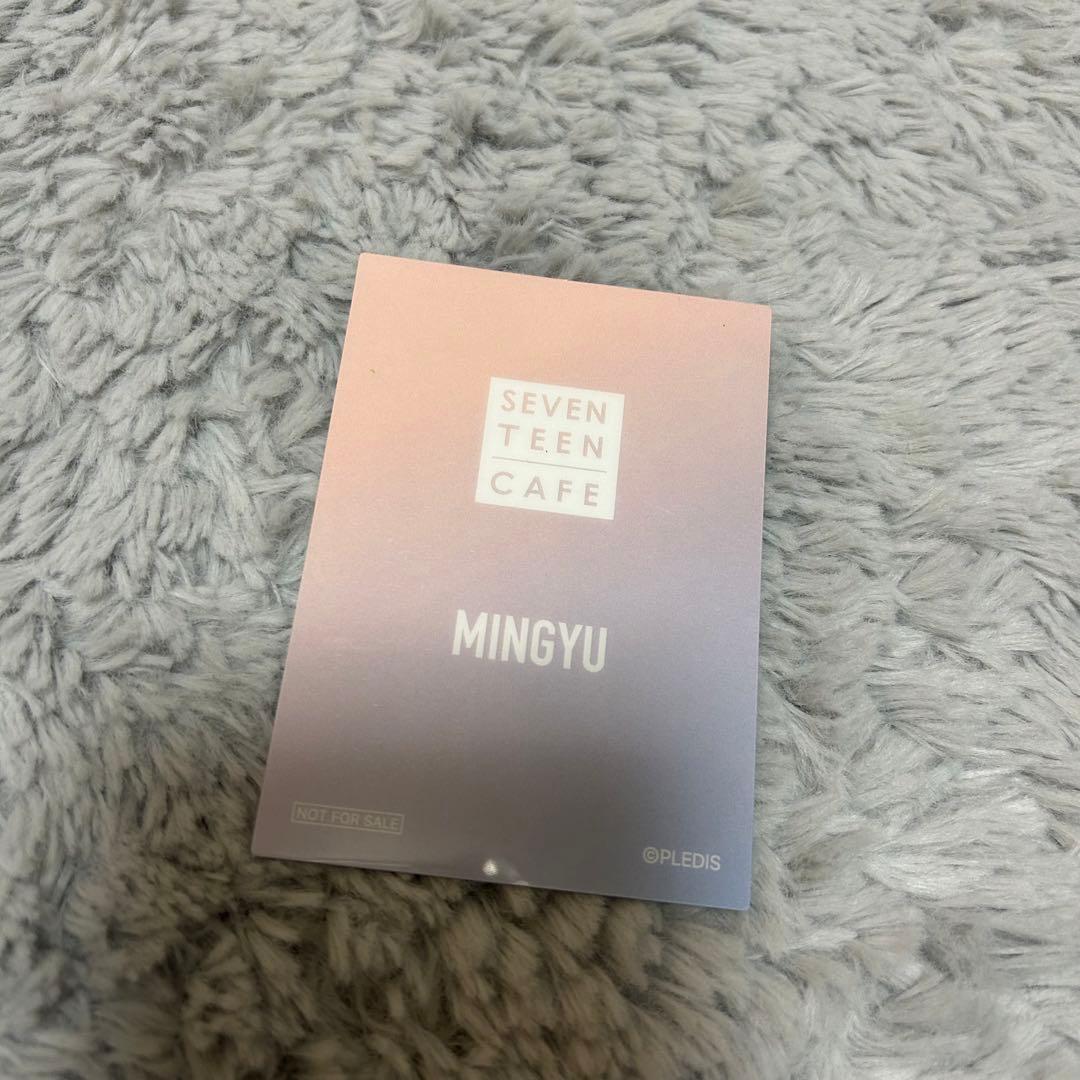 SEVEN
TEEN
CAFE
MINGYU
NOT FOR SALE
©PLEDIS